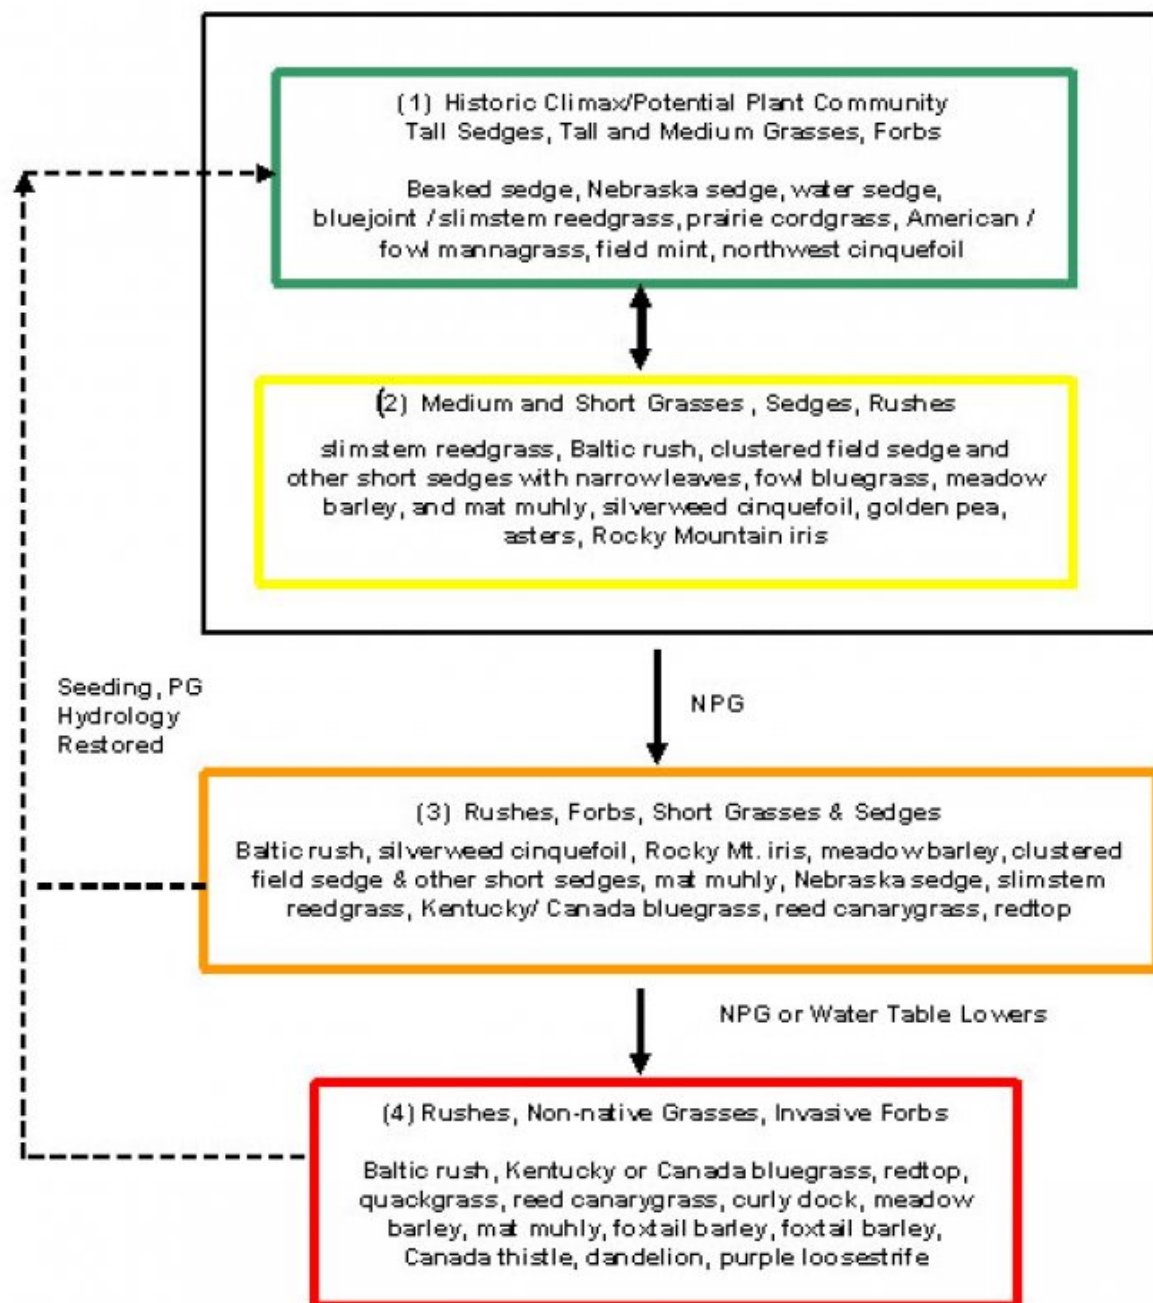 (1) Historic Climax/Potential Plant Community
Tall Sedges, Tall and Medium Grasses, Forbs
Beaked sedge, Nebraska sedge, water sedge,
bluejoint / slimstem reedgrass, prairie cordgrass, American /
fowl mannagrass, field mint, northwest cinquefoil
(2) Medium and Short Grasses , Sedges, Rushes
slimstem reedgrass, Baltic rush, clustered field sedge and
other short sedges with narrow leaves, fowl bluegrass, meadow
barley, and mat muhly, silverweed cinquefoil, golden pea,
asters, Rocky Mountain iris
Seeding, PG
Hydrology
Restored
NPG
(3) Rushes, Forbs, Short Grasses & Sedges
Baltic rush, silverweed cinquefoil, Rocky Mt. iris, meadow barley, clustered
field sedge & other short sedges, mat muhly, Nebraska sedge, slimstem
reedgrass, Kentucky/ Canada bluegrass, reed canarygrass, redtop
NPG or Water Table Lowers
(4) Rushes, Non-native Grasses, Invasive Forbs
Baltic rush, Kentucky or Canada bluegrass, redtop,
quackgrass, reed canarygrass, curly dock, meadow
barley, mat muhly, foxtail barley, foxtail barley,
Canada thistle, dandelion, purple loosestrife